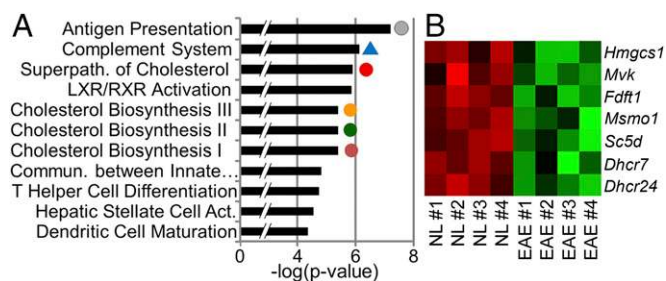 A
Antigen Presentation
Complement System
Superpath. of Cholesterol
LXR/RXR Activation
Cholesterol Biosynthesis III
Cholesterol Biosynthesis II
Cholesterol Biosynthesis I
Commun. between Innate...
T Helper Cell Differentiation
Hepatic Stellate Cell Act.
Dendritic Cell Maturation
0 4 6 8
-log(p-value)
B
Hmgcs1
Mvk
Fdft1
Msmo1
Sc5d
Dhcr7
Dhcr24
NL #1
NL #2
NL #3
NL #4
EAE #1
EAE #2
EAE #3
EAE #4